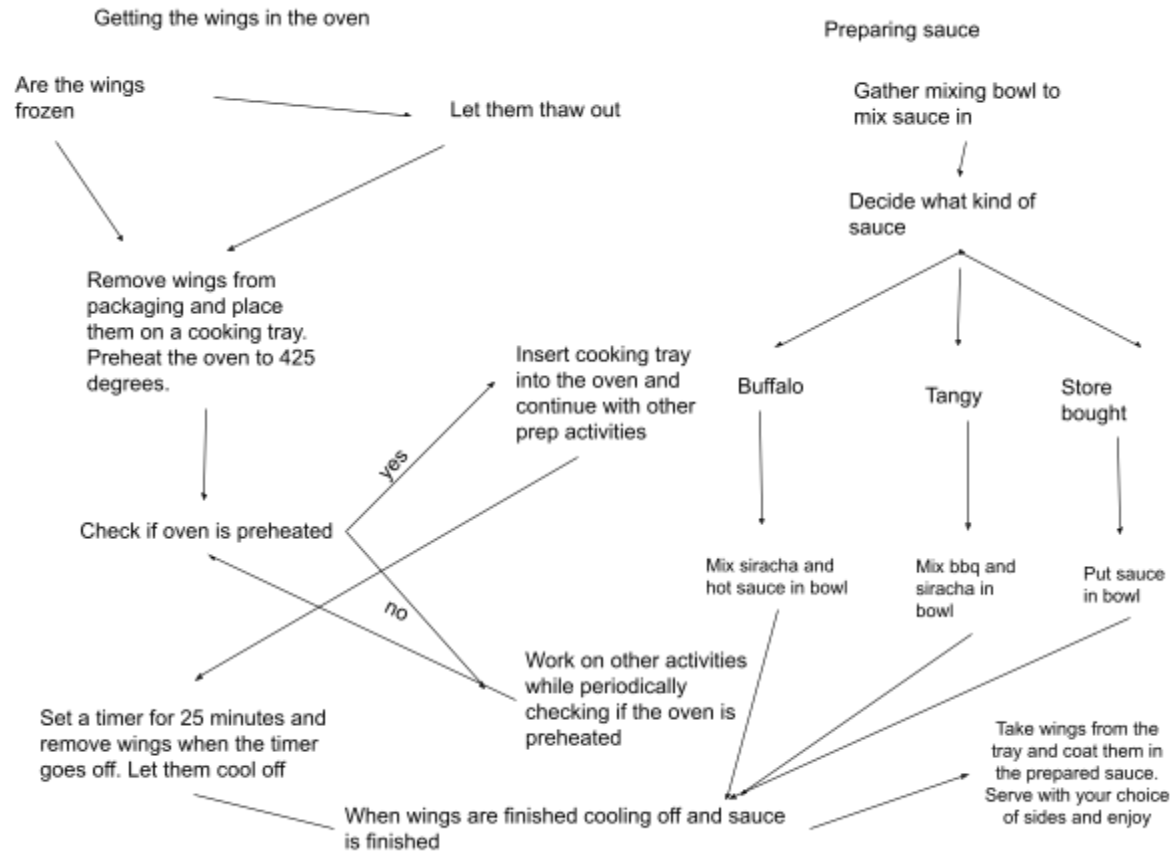 Getting the wings in the oven
Are the wings
frozen
Let them thaw out
Remove wings from
packaging and place
them on a cooking tray.
Preheat the oven to 425
degrees.
Check if oven is preheated
yes
Insert cooking tray
into the oven and
continue with other
prep activities
no
Work on other activities
while periodically
checking if the oven is
preheated
Set a timer for 25 minutes and
remove wings when the timer
goes off. Let them cool off
Preparing sauce
Gather mixing bowl to
mix sauce in
Decide what kind of
sauce
Buffalo
Tangy
Store
bought
Mix siracha and
hot sauce in bowl
Mix bbq and
siracha in
bowl
Put sauce
in bowl
When wings are finished cooling off and sauce
is finished
Take wings from the
tray and coat them in
the prepared sauce.
Serve with your choice
of sides and enjoy